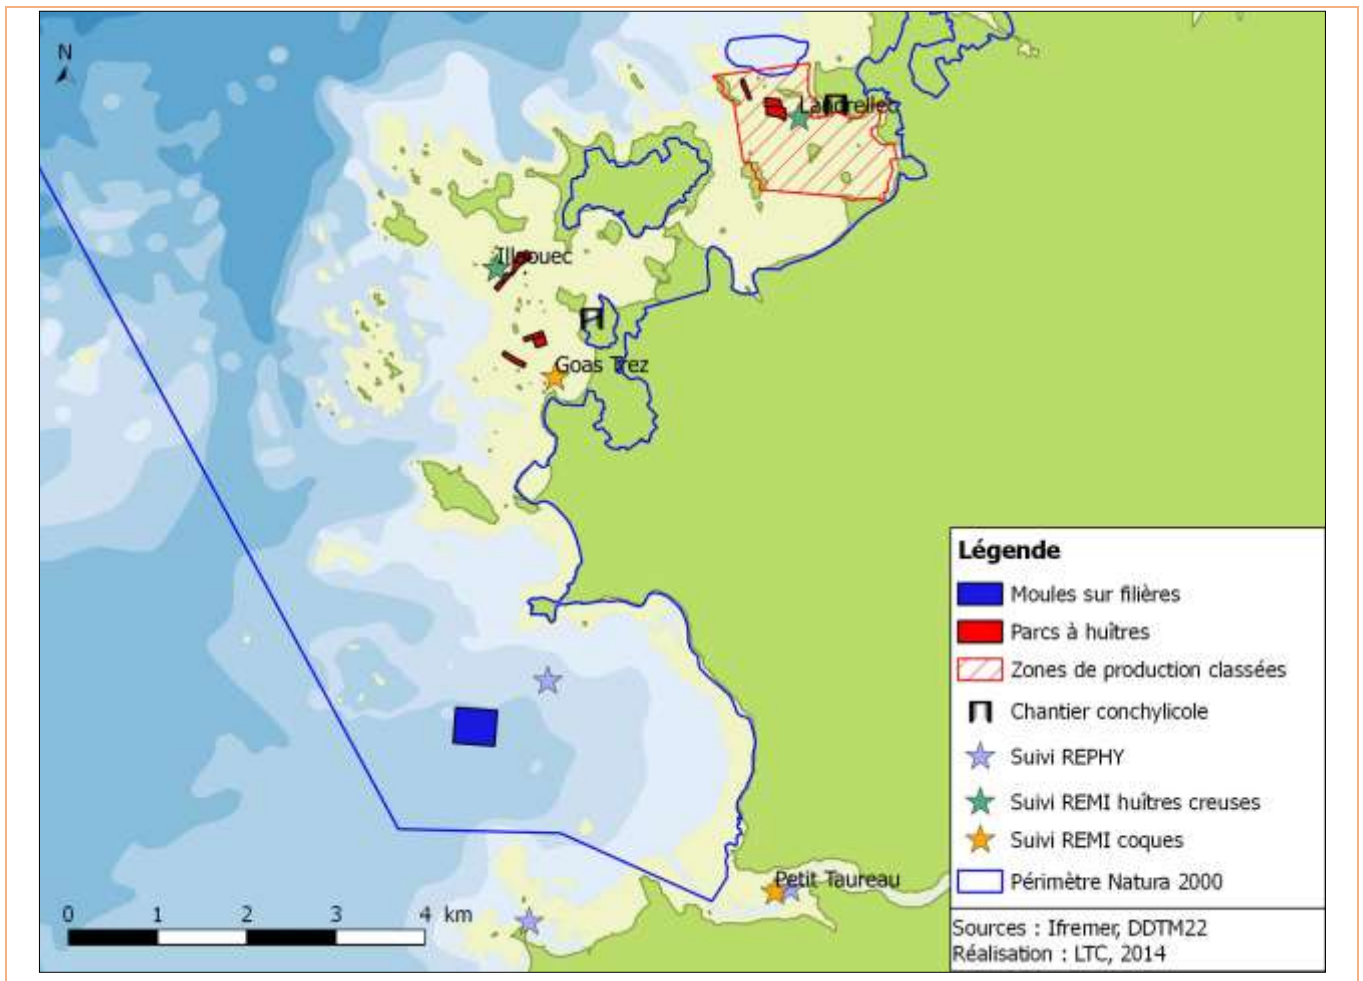 N
Landrellec
Goas Trez
Légende
Moules sur filières
Parcs à huîtres
Zones de production classées
Chantier conchylicole
Suivi REPHY
Suivi REMI huîtres creuses
Suivi REMI coques
Périmètre Natura 2000
Petit Taureau
0 1 2 3 4 km
Sources : Ifremer, DDTM22
Réalisation : LTC, 2014